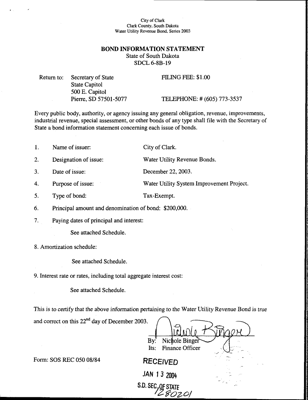 City of Clark
Clark County, South Dakota
Water Utility Revenue Bond, Series 2003
BOND INFORMATION STATEMENT
State of South Dakota
SDCL 6-8B-19
Return to: Secretary of State FILING FEE: $1.00
State Capitol
500 E. Capitol
Pierre, SD 57501-5077 TELEPHONE: # (605) 773-3537
Every public body, authority, or agency issuing any general obligation, revenue, improvements,
industrial revenue, special assessment, or other bonds of any type shall file with the Secretary of
State a bond information statement concerning each issue of bonds.
1. Name of issuer: City of Clark.
2. Designation of issue: Water Utility Revenue Bonds.
3. Date of issue: December 22, 2003.
4. Purpose of issue: Water Utility System Improvement Project.
5. Type of bond: Tax-Exempt.
6. Principal amount and denomination of bond: $200,000.
7. Paying dates of principal and interest:
See attached Schedule.
8. Amortization schedule:
See attached Schedule.
9. Interest rate or rates, including total aggregate interest cost:
See attached Schedule.
This is to certify that the above information pertaining to the Water Utility Revenue Bond is true
and correct on this 22nd day of December 2003.
Nichole Binger
By: Nichole Binger
Its: Finance Officer
Form: SOS REC 050 08/84
RECEIVED
JAN 13 2004
S.D. SEC. OF STATE
1280201